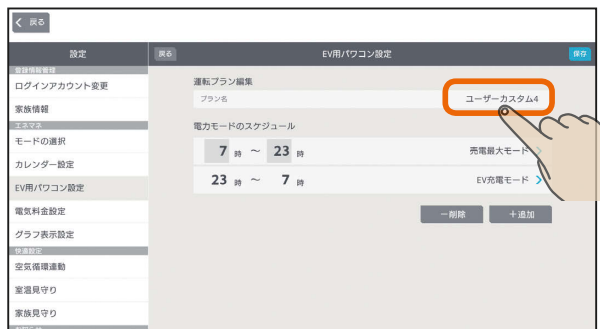 戻る
設定
戻る
EV用パワコン設定
保存
登録情報管理
ログインアカウント変更
家族情報
エネマネ
モードの選択
カレンダー設定
EV用パワコン設定
電気料金設定
グラフ表示設定
快適設定
空気循環連動
室温見守り
家族見守り
運転プラン編集
プラン名
ユーザーカスタム4
電力モードのスケジュール
7 時 ～ 23 時
売電最大モード
23 時 ～ 7 時
EV充電モード
－削除
＋追加